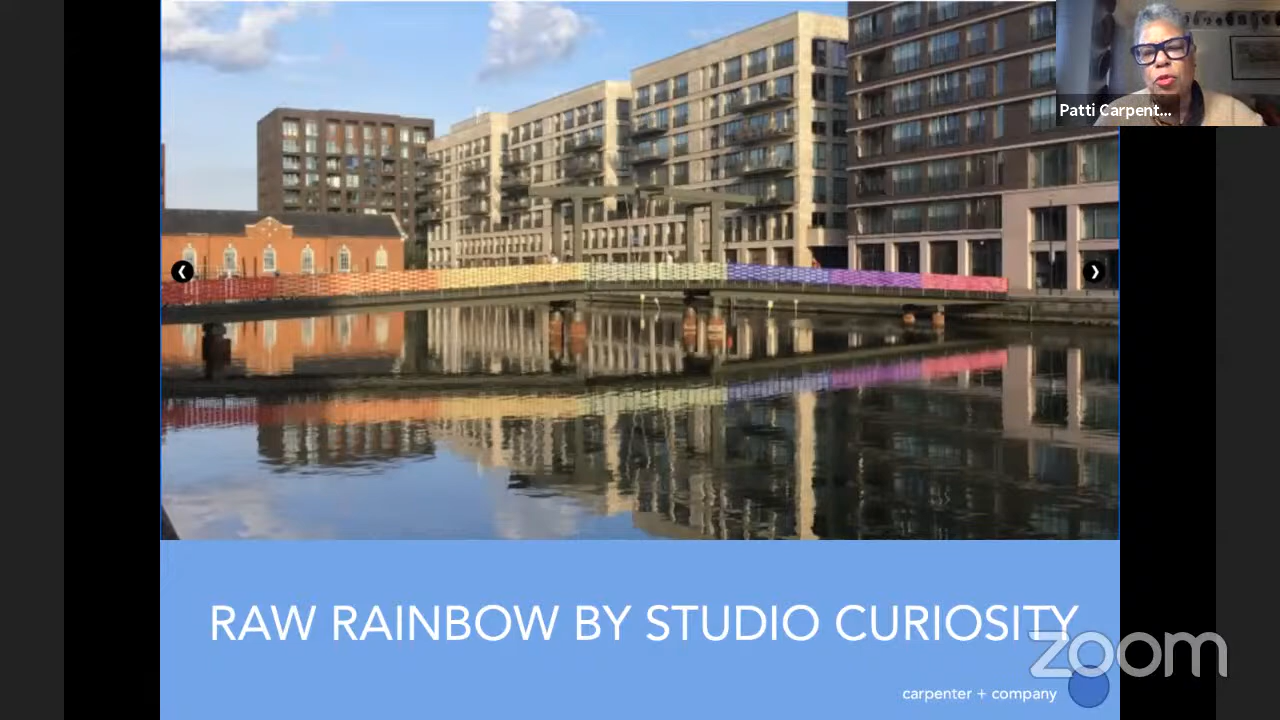 Patti Carpent...
RAW RAINBOW BY STUDIO CURIOSITY
zoom
carpenter + company